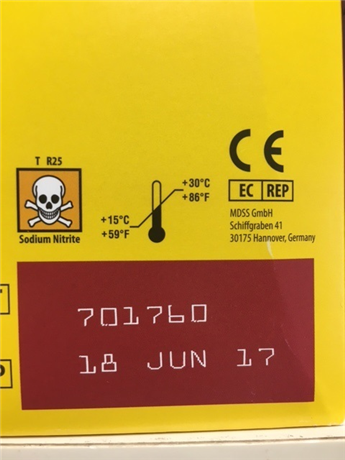 T R25
Sodium Nitrite
+30°C
+86°F
+15°C
+59°F
CE
EC REP
MDSS GmbH
Schiffgraben 41
30175 Hannover, Germany
701760
18 JUN 17